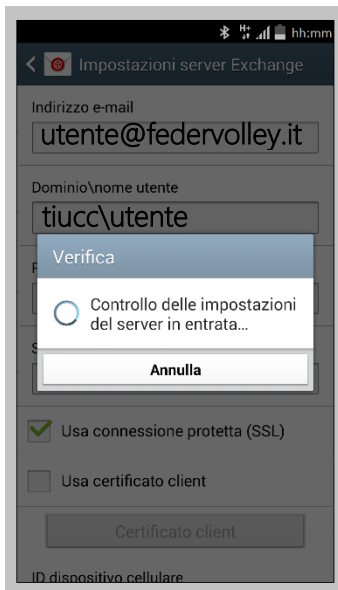 H+ hh:mm
Impostazioni server Exchange
Indirizzo e-mail
utente@federvolley.it
Dominio\nome utente
tiucc\utente
Verifica
P
Controllo delle impostazioni
del server in entrata...
S
Annulla
Usa connessione protetta (SSL)
Usa certificato client
Certificato client
ID dispositivo cellulare